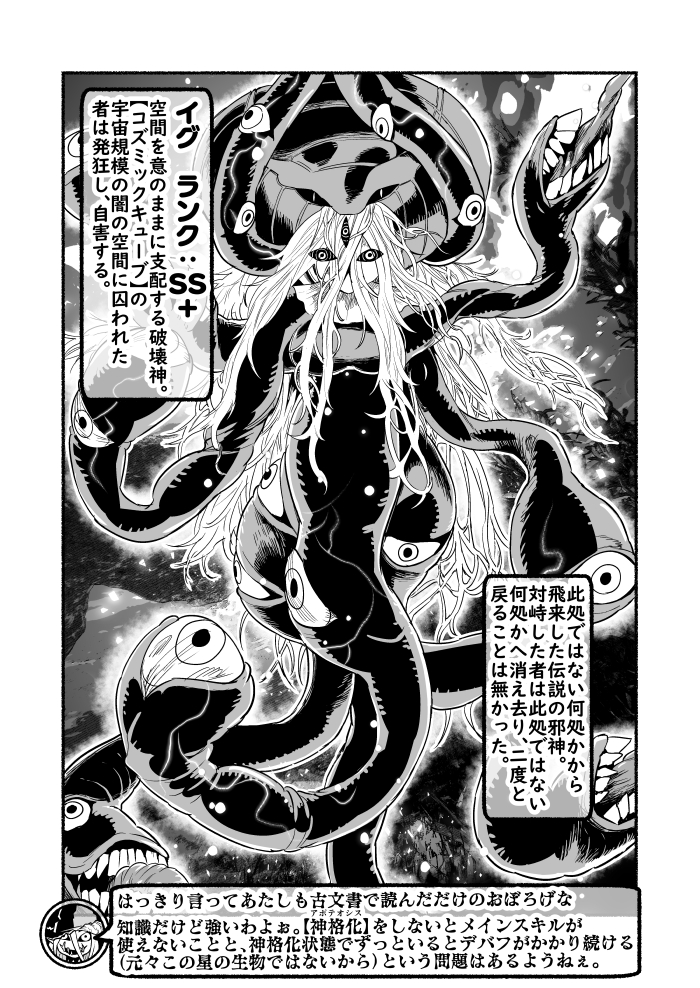 イグ ランク：SS+
空間を意のままに支配する破壊神。
【コズミックキューブ】の
宇宙規模の闇の空間に囚われた
者は発狂し、自害する。
此処ではない何処かから
飛来した伝説の邪神。
対峙した者は此処ではない
何処かへ消え去り、二度と
戻ることは無かった。
はっきり言ってあたしも古文書で読んだだけのおぼろげな
アポテオシス
知識だけど強いわよぉ。【神格化】をしないとメインスキルが
使えないことと、神格化状態でずっといるとデバフがかかり続ける
（元々この星の生物ではないから）という問題はあるようねぇ。